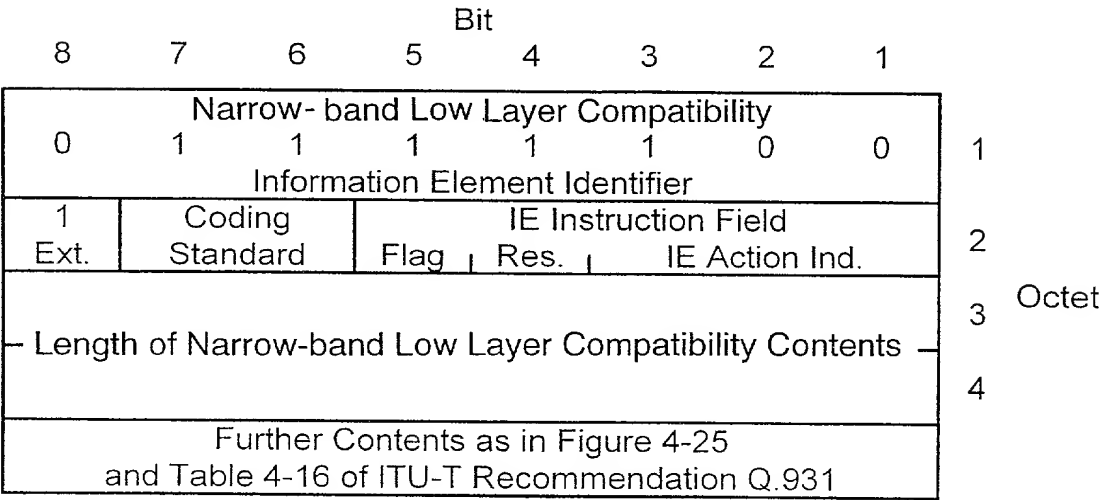 Bit
8 7 6 5 4 3 2 1
Narrow- band Low Layer Compatibility
0 1 1 1 1 1 0 0 1
Information Element Identifier
1 Coding IE Instruction Field
2
Ext. Standard Flag Res. IE Action Ind.
3 Octet
Length of Narrow-band Low Layer Compatibility Contents
4
Further Contents as in Figure 4-25
and Table 4-16 of ITU-T Recommendation Q.931